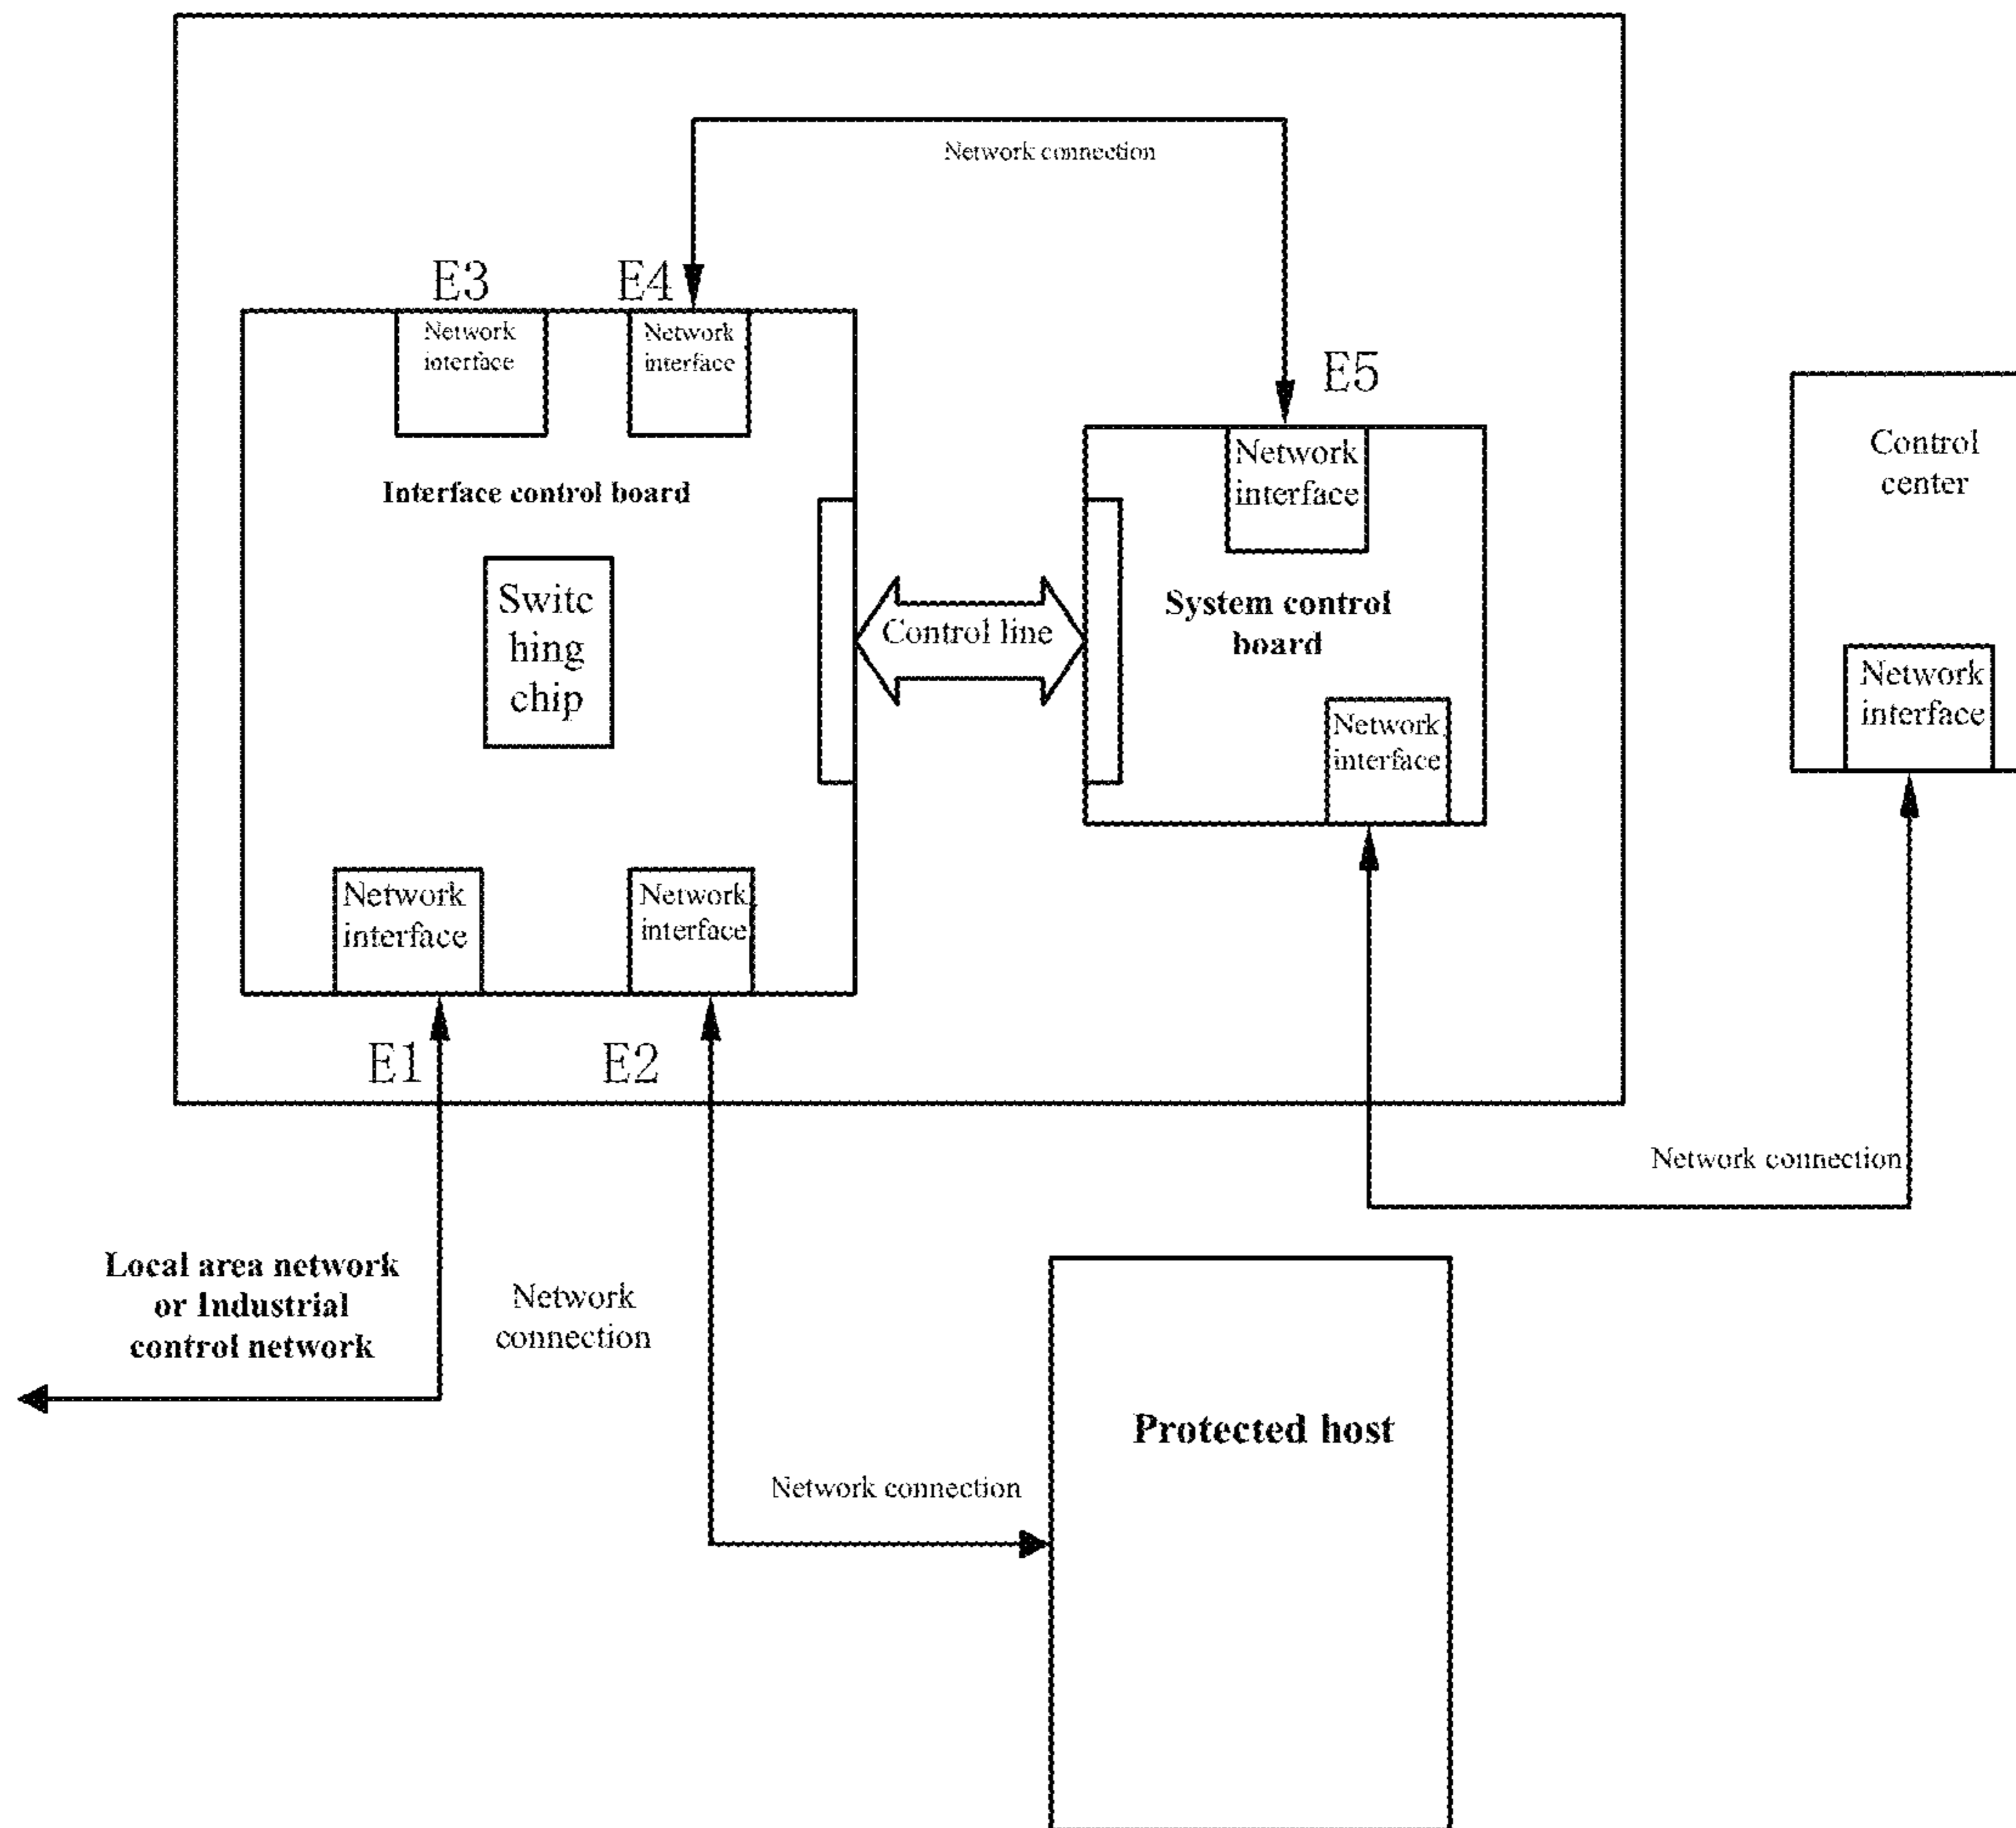 Network connection
E3
E4
Network
interface
Network
interface
E5
Network
interface
Control
center
Interface control board
Switc
hing
chip
Control line
System control
board
Network
interface
Network
interface
Network
interface
Network
interface
E1
E2
Network connection
Local area network
or Industrial
control network
Network
connection
Protected host
Network connection